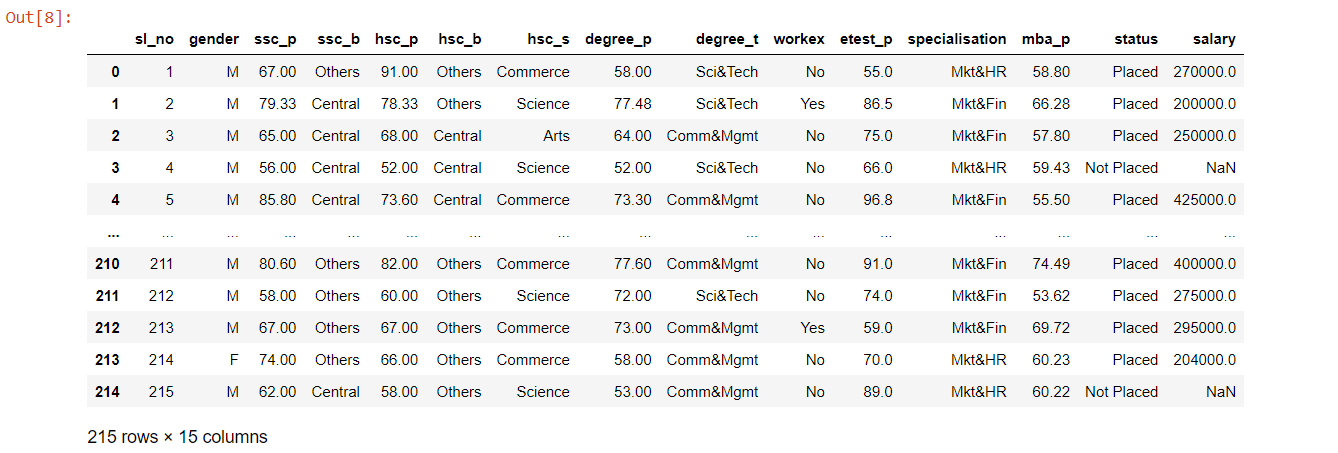 Out[8]:
sl_no gender ssc_p ssc_b hsc_p hsc_b hsc_s degree_p degree_t workex etest_p specialisation mba_p status salary
0 1 M 67.00 Others 91.00 Others Commerce 58.00 Sci&Tech No 55.0 Mkt&HR 58.80 Placed 270000.0
1 2 M 79.33 Central 78.33 Others Science 77.48 Sci&Tech Yes 86.5 Mkt&Fin 66.28 Placed 200000.0
2 3 M 65.00 Central 68.00 Central Arts 64.00 Comm&Mgmt No 75.0 Mkt&Fin 57.80 Placed 250000.0
3 4 M 56.00 Central 52.00 Central Science 52.00 Sci&Tech No 66.0 Mkt&HR 59.43 Not Placed NaN
4 5 M 85.80 Central 73.60 Central Commerce 73.30 Comm&Mgmt No 96.8 Mkt&Fin 55.50 Placed 425000.0
... ... ... ... ... ... ... ... ... ... ... ... ... ... ... ...
210 211 M 80.60 Others 82.00 Others Commerce 77.60 Comm&Mgmt No 91.0 Mkt&Fin 74.49 Placed 400000.0
211 212 M 58.00 Others 60.00 Others Science 72.00 Sci&Tech No 74.0 Mkt&Fin 53.62 Placed 275000.0
212 213 M 67.00 Others 67.00 Others Commerce 73.00 Comm&Mgmt Yes 59.0 Mkt&Fin 69.72 Placed 295000.0
213 214 F 74.00 Others 66.00 Others Commerce 58.00 Comm&Mgmt No 70.0 Mkt&HR 60.23 Placed 204000.0
214 215 M 62.00 Central 58.00 Others Science 53.00 Comm&Mgmt No 89.0 Mkt&HR 60.22 Not Placed NaN
215 rows × 15 columns